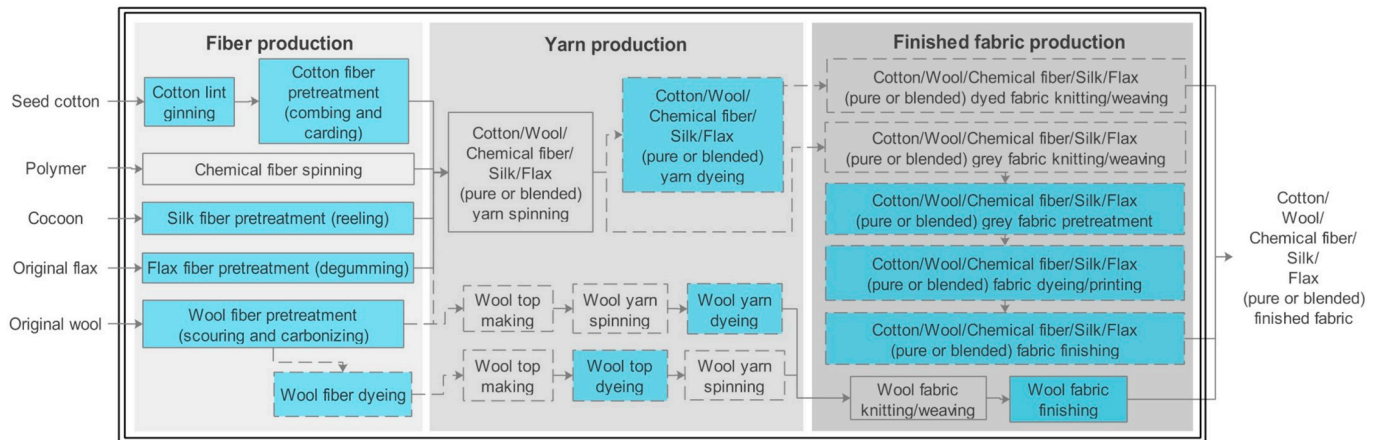 Fiber production
Yarn production
Finished fabric production
Seed cotton
Cotton lint
ginning
Cotton fiber
pretreatment
(combing and
carding)
Polymer
Chemical fiber spinning
Cocoon
Silk fiber pretreatment (reeling)
Original flax
Flax fiber pretreatment (degumming)
Original wool
Wool fiber pretreatment
(scouring and carbonizing)
Wool fiber dyeing
Cotton/Wool/
Chemical fiber/
Silk/Flax
(pure or blended)
yarn spinning
Cotton/Wool/
Chemical fiber/
Silk/Flax
(pure or blended)
yarn dyeing
Wool top
making
Wool yarn
spinning
Wool yarn
dyeing
Wool top
making
Wool top
dyeing
Wool yarn
spinning
Cotton/Wool/Chemical fiber/Silk/Flax
(pure or blended) dyed fabric knitting/weaving
Cotton/Wool/Chemical fiber/Silk/Flax
(pure or blended) grey fabric knitting/weaving
Cotton/Wool/Chemical fiber/Silk/Flax
(pure or blended) grey fabric pretreatment
Cotton/Wool/Chemical fiber/Silk/Flax
(pure or blended) fabric dyeing/printing
Cotton/Wool/Chemical fiber/Silk/Flax
(pure or blended) fabric finishing
Wool fabric
knitting/weaving
Wool fabric
finishing
Cotton/
Wool/
Chemical fiber/
Silk/
Flax
(pure or blended)
finished fabric